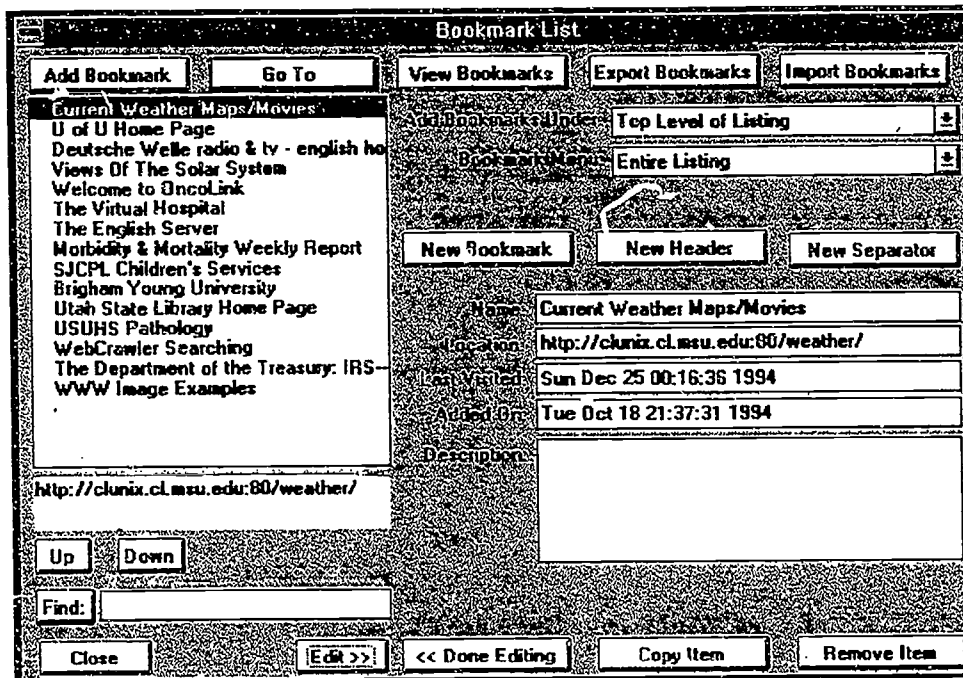 Bookmark List
Add Bookmark
Go To
View Bookmarks
Export Bookmarks
Import Bookmarks
Current Weather Maps/Movies
U of U Home Page
Deutsche Welle radio & tv - english ho
Views Of The Solar System
Welcome to OncoLink
The Virtual Hospital
The English Server
Morbidity & Mortality Weekly Report
SJCPL Children's Services
Brigham Young University
Utah State Library Home Page
USUHS Pathology
WebCrawler Searching
The Department of the Treasury: IRS--
WWW Image Examples
http://clunix.cl.msu.edu:80/weather/
Up
Down
Find:
Close
Edit >>
Add Bookmarks Under: Top Level of Listing
Bookmark Menu: Entire Listing
New Bookmark
New Header
New Separator
Name: Current Weather Maps/Movies
Location: http://clunix.cl.msu.edu:80/weather/
Last Visited: Sun Dec 25 00:16:36 1994
Added On: Tue Oct 18 21:37:31 1994
Description:
<< Done Editing
Copy Item
Remove Item